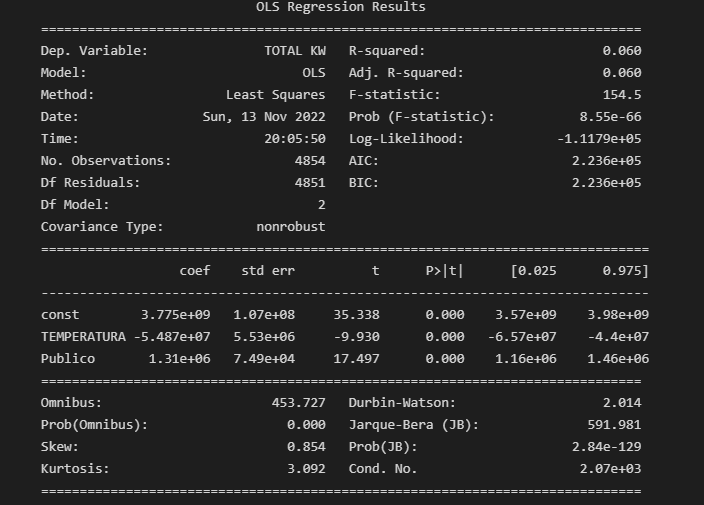 OLS Regression Results
==============================================================================
Dep. Variable: TOTAL KW R-squared: 0.060
Model: OLS Adj. R-squared: 0.060
Method: Least Squares F-statistic: 154.5
Date: Sun, 13 Nov 2022 Prob (F-statistic): 8.55e-66
Time: 20:05:50 Log-Likelihood: -1.1179e+05
No. Observations: 4854 AIC: 2.236e+05
Df Residuals: 4851 BIC: 2.236e+05
Df Model: 2
Covariance Type: nonrobust
===============================================================================
coef std err t P>|t| [0.025 0.975]
-------------------------------------------------------------------------------
const 3.775e+09 1.07e+08 35.338 0.000 3.57e+09 3.98e+09
TEMPERATURA -5.487e+07 5.53e+06 -9.930 0.000 -6.57e+07 -4.4e+07
Publico 1.31e+06 7.49e+04 17.497 0.000 1.16e+06 1.46e+06
==============================================================================
Omnibus: 453.727 Durbin-Watson: 2.014
Prob(Omnibus): 0.000 Jarque-Bera (JB): 591.981
Skew: 0.854 Prob(JB): 2.84e-129
Kurtosis: 3.092 Cond. No. 2.07e+03
==============================================================================